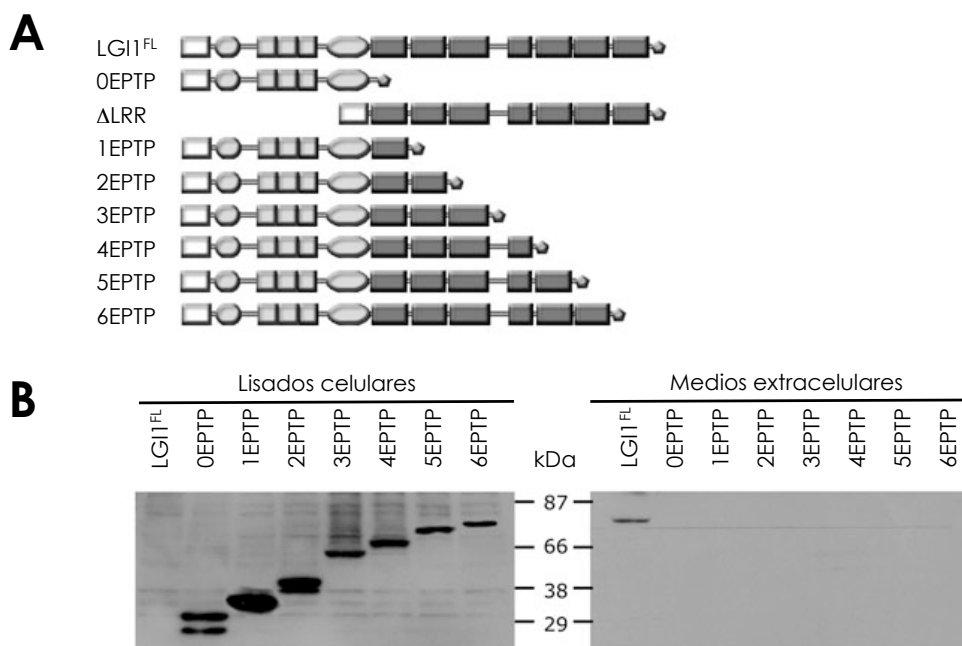 A
LGI1FL
0EPTP
ΔLRR
1EPTP
2EPTP
3EPTP
4EPTP
5EPTP
6EPTP
B
Lisados celulares
Medios extracelulares
LGI1FL
0EPTP
1EPTP
2EPTP
3EPTP
4EPTP
5EPTP
6EPTP
kDa
LGI1FL
0EPTP
1EPTP
2EPTP
3EPTP
4EPTP
5EPTP
6EPTP
87
66
38
29